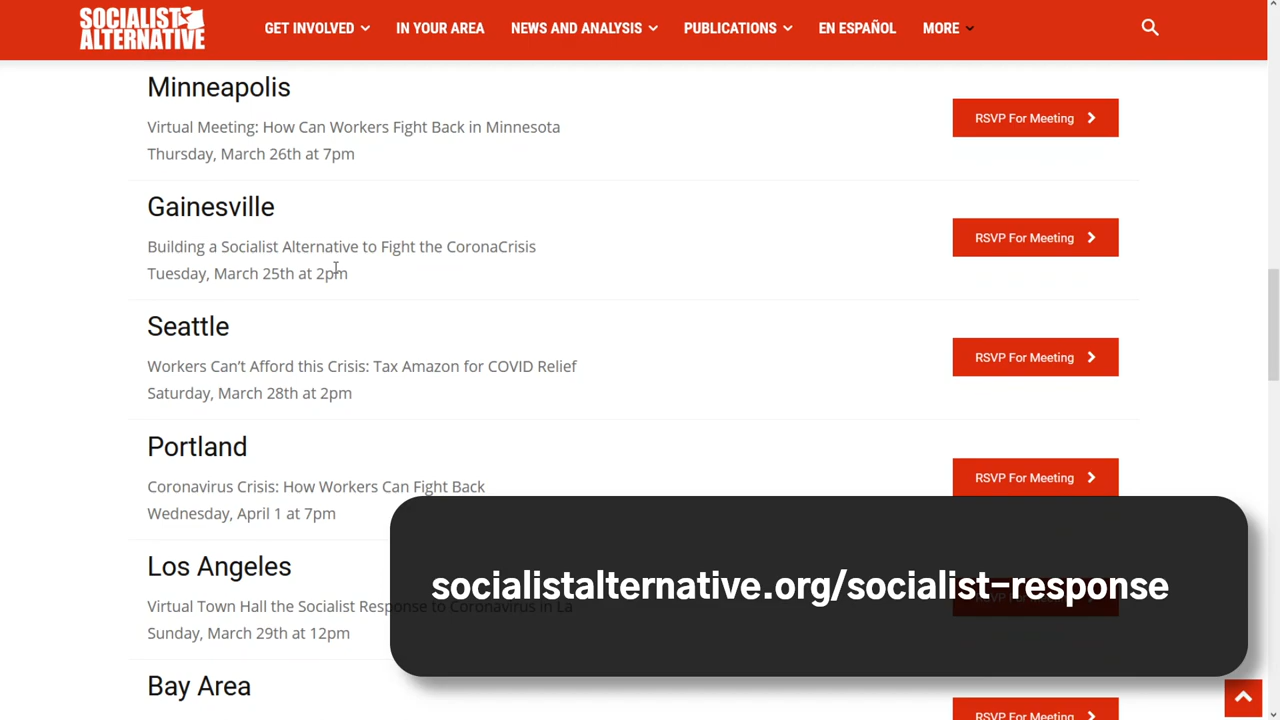 SOCIALIST
ALTERNATIVE
GET INVOLVED
IN YOUR AREA
NEWS AND ANALYSIS
PUBLICATIONS
EN ESPAÑOL
MORE
Minneapolis
Virtual Meeting: How Can Workers Fight Back in Minnesota
Thursday, March 26th at 7pm
RSVP For Meeting
Gainesville
Building a Socialist Alternative to Fight the CoronaCrisis
Tuesday, March 25th at 2pm
RSVP For Meeting
Seattle
Workers Can't Afford this Crisis: Tax Amazon for COVID Relief
Saturday, March 28th at 2pm
RSVP For Meeting
Portland
Coronavirus Crisis: How Workers Can Fight Back
Wednesday, April 1 at 7pm
RSVP For Meeting
Los Angeles
Virtual Town Hall the Socialist Response to Coronavirus in La
Sunday, March 29th at 12pm
RSVP For Meeting
socialistalternative.org/socialist-response
Bay Area
RSVP For Meeting